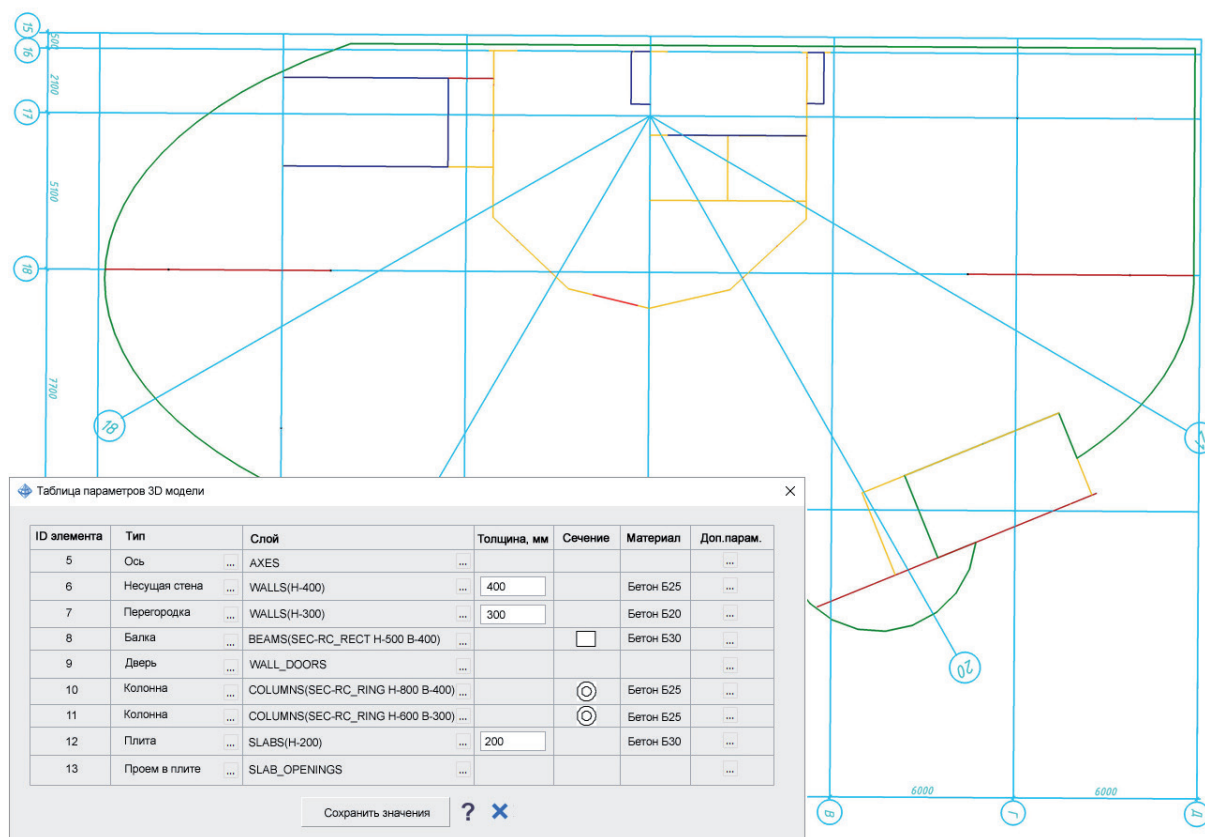 15
16
500
2100
17
5100
18
7700
18
20
6000
6000
В
Г
Д
Таблица параметров 3D модели
ID элемента Тип Слой Толщина, мм Сечение Материал Доп.парам.
5 Ось ... AXES ... ...
6 Несущая стена ... WALLS(H-400) ... 400 Бетон Б25 ...
7 Перегородка ... WALLS(H-300) ... 300 Бетон Б20 ...
8 Балка ... BEAMS(SEC-RC_RECT H-500 B-400) ... Бетон Б30 ...
9 Дверь ... WALL_DOORS ... ...
10 Колонна ... COLUMNS(SEC-RC_RING H-800 B-400) ... Бетон Б25 ...
11 Колонна ... COLUMNS(SEC-RC_RING H-600 B-300) ... Бетон Б25 ...
12 Плита ... SLABS(H-200) ... 200 Бетон Б30 ...
13 Проем в плите ... SLAB_OPENINGS ... ...
Сохранить значения ?